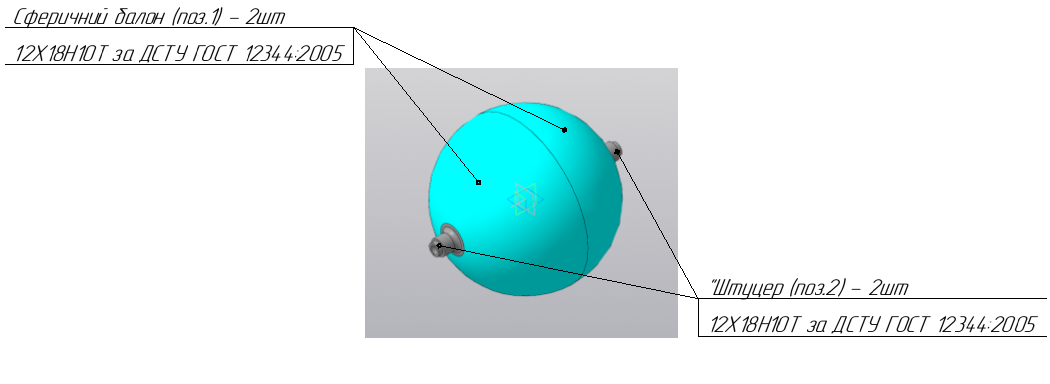 Сферичний балон (поз.1) – 2шт
12Х18Н10Т за ДСТУ ГОСТ 12344:2005
"Штуцер (поз.2) – 2шт
12Х18Н10Т за ДСТУ ГОСТ 12344:2005